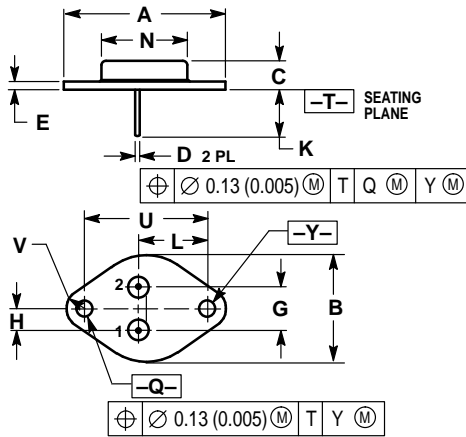 A
N
C
E
–T– SEATING
PLANE
K
D 2 PL
⌖ ∅ 0.13 (0.005) Ⓜ T Q Ⓜ Y Ⓜ
U
V
L
–Y–
2
H
G
B
1
–Q–
⌖ ∅ 0.13 (0.005) Ⓜ T Y Ⓜ